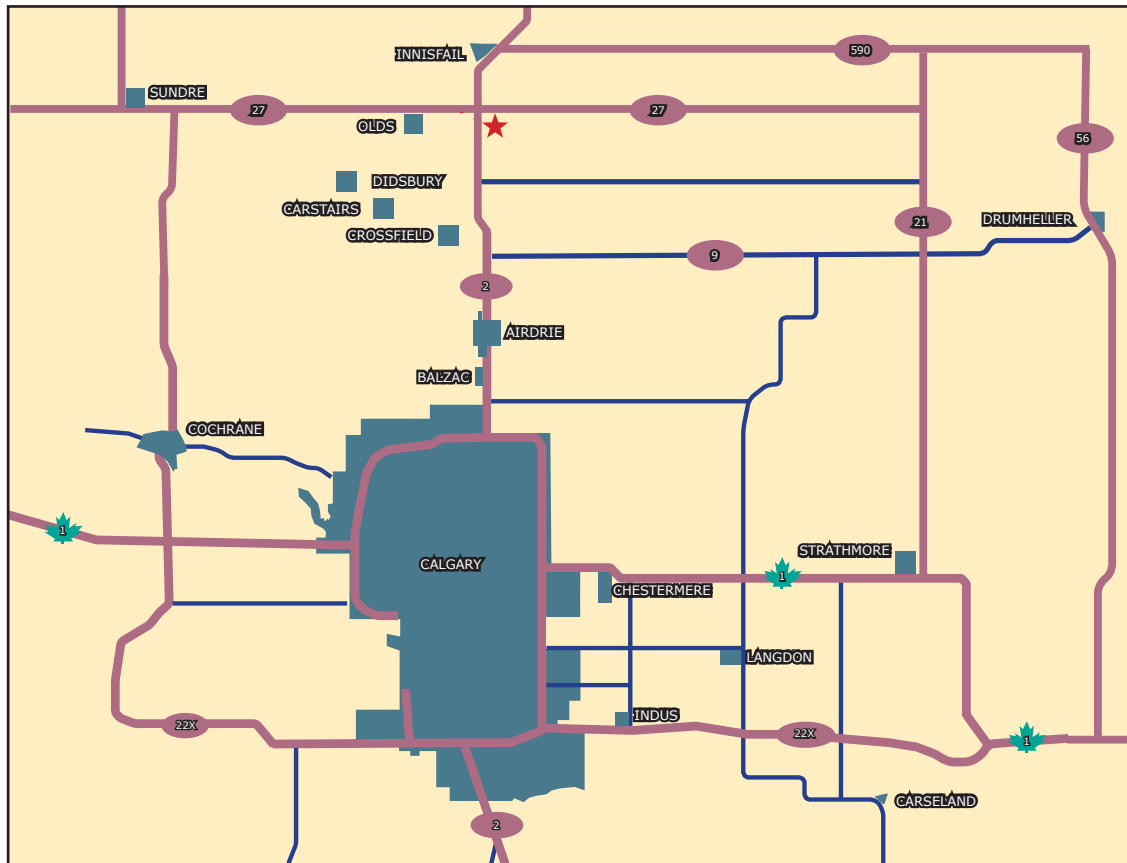 INNISFAIL
590
SUNDRE
27
27
OLDS
56
DIDSBURY
CARSTAIRS
DRUMHELLER
21
CROSSFIELD
9
2
AIRDRIE
BALZAC
COCHRANE
1
STRATHMORE
CALGARY
1
CHESTERMERE
LANGDON
INDUS
22X
22X
1
CARSELAND
2